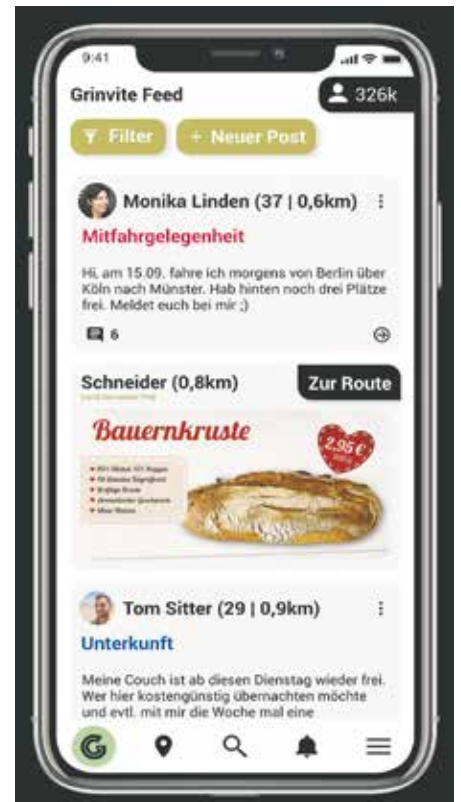 9:41
Grinvite Feed
326k
Filter
+ Neuer Post
Monika Linden (37 | 0,6km)
Mitfahrgelegenheit
Hi, am 15.09. fahre ich morgens von Berlin über
Köln nach Münster. Hab hinten noch drei Plätze
frei. Meldet euch bei mir ;)
6
Schneider (0,8km)
Zur Route
Bauernkruste
2,95 €
Tom Sitter (29 | 0,9km)
Unterkunft
Meine Couch ist ab diesen Dienstag wieder frei.
Wer hier kostengünstig übernachten möchte
und evtl. mit mir die Woche mal eine
G